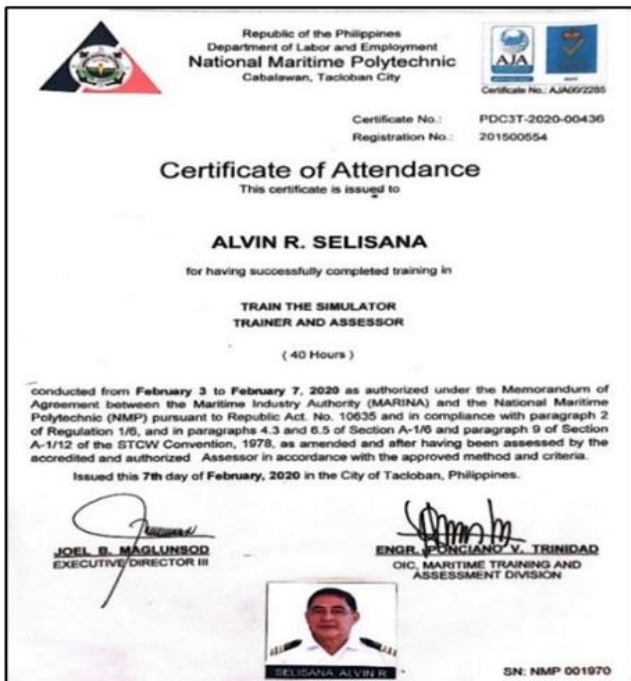 Republic of the Philippines
Department of Labor and Employment
National Maritime Polytechnic
Cabalawan, Tacloban City
AJA
Certificate No.: AJA00/2285
Certificate No.: PDC3T-2020-00436
Registration No.: 201500554
Certificate of Attendance
This certificate is issued to
ALVIN R. SELISANA
for having successfully completed training in
TRAIN THE SIMULATOR
TRAINER AND ASSESSOR
( 40 Hours )
conducted from February 3 to February 7, 2020 as authorized under the Memorandum of
Agreement between the Maritime Industry Authority (MARINA) and the National Maritime
Polytechnic (NMP) pursuant to Republic Act. No. 10635 and in compliance with paragraph 2
of Regulation 1/6, and in paragraphs 4.3 and 6.5 of Section A-1/6 and paragraph 9 of Section
A-1/12 of the STCW Convention, 1978, as amended and after having been assessed by the
accredited and authorized Assessor in accordance with the approved method and criteria.
Issued this 7th day of February, 2020 in the City of Tacloban, Philippines.
JOEL B. MAGLUNSOD
EXECUTIVE DIRECTOR III
ENGR. PONCIANO V. TRINIDAD
OIC, MARITIME TRAINING AND
ASSESSMENT DIVISION
SELISANA, ALVIN R.
SN: NMP 001970